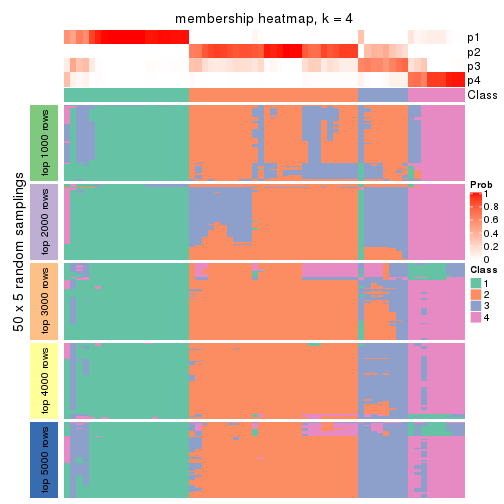 membership heatmap, k = 4
p1
p2
p3
p4
Class
50 x 5 random samplings
top 1000 rows
top 2000 rows
top 3000 rows
top 4000 rows
top 5000 rows
Prob
1
0.8
0.6
0.4
0.2
0
Class
1
2
3
4